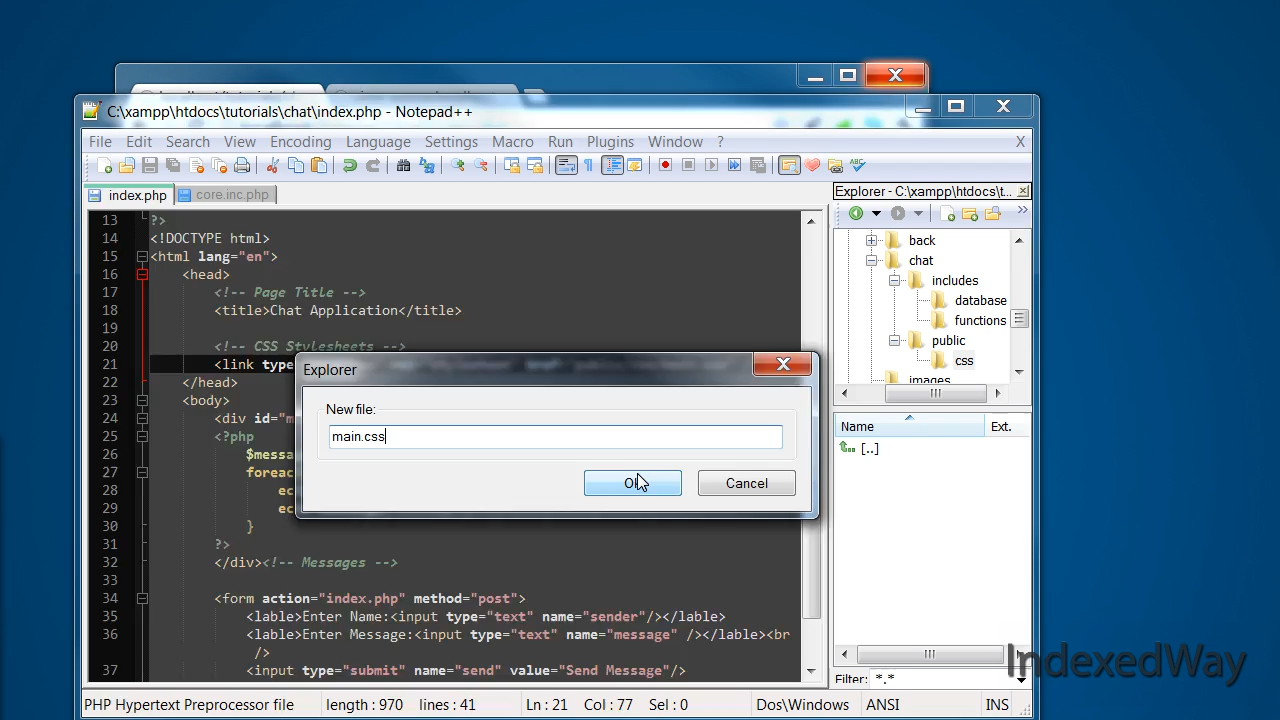 C:\xampp\htdocs\tutorials\chat\index.php - Notepad++
File Edit Search View Encoding Language Settings Macro Run Plugins Window ? X
index.php core.inc.php
Explorer - C:\xampp\htdocs\t...
13 ?>
14 <!DOCTYPE html>
15 <html lang="en">
16 <head>
17 <!-- Page Title -->
18 <title>Chat Application</title>
19
20 <!-- CSS Stylesheets -->
21 <link type
22 </head>
23 <body>
24 <div id="m
25 <?php
26 $messa
27 foreac
28 ec
29 ec
30 }
31 ?>
32 </div><!-- Messages -->
33
34 <form action="index.php" method="post">
35 <lable>Enter Name:<input type="text" name="sender"/></lable>
36 <lable>Enter Message:<input type="text" name="message" /></lable><br
/>
37 <input type="submit" name="send" value="Send Message"/>
Explorer
New file:
main.css
Cancel
back
chat
includes
database
functions
public
css
images
Name Ext.
[..]
Filter: *.*
IndexedWay
PHP Hypertext Preprocessor file length : 970 lines : 41 Ln : 21 Col : 77 Sel : 0 Dos\Windows ANSI INS